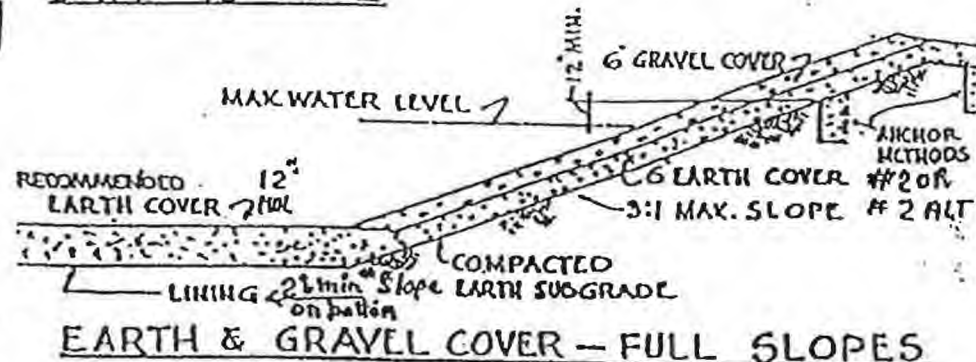 12" MIN.
6" GRAVEL COVER
MAX. WATER LEVEL
ANCHOR
METHODS
#2 OR
#2 ALT
RECOMMENDED 12"
EARTH COVER
6" EARTH COVER
3:1 MAX. SLOPE
COMPACTED
EARTH SUBGRADE
LINING
min Slope
on bottom
EARTH & GRAVEL COVER — FULL SLOPES